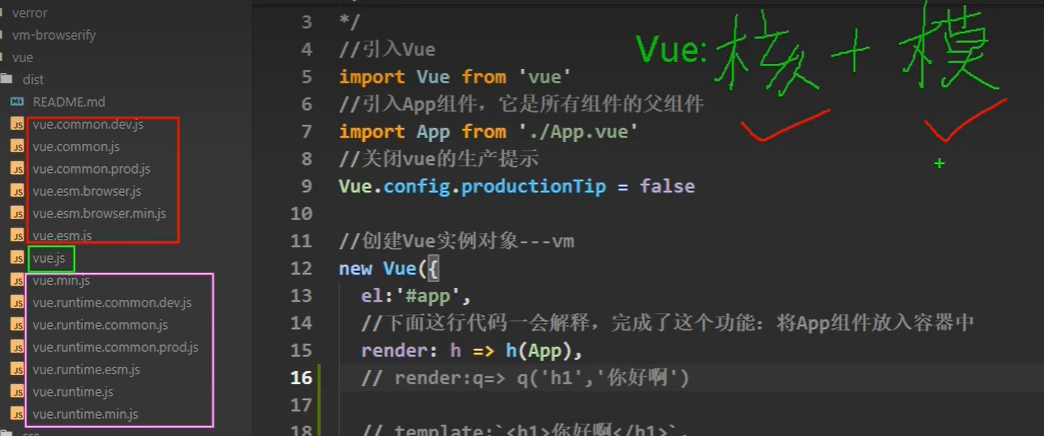 verror
vm-browserify
vue
dist
README.md
vue.common.dev.js
vue.common.js
vue.common.prod.js
vue.esm.browser.js
vue.esm.browser.min.js
vue.esm.js
vue.js
vue.min.js
vue.runtime.common.dev.js
vue.runtime.common.js
vue.runtime.common.prod.js
vue.runtime.esm.js
vue.runtime.js
vue.runtime.min.js
3 */
4 //引入Vue
5 import Vue from 'vue'
6 //引入App组件，它是所有组件的父组件
7 import App from './App.vue'
8 //关闭vue的生产提示
9 Vue.config.productionTip = false
10
11 //创建Vue实例对象---vm
12 new Vue({
13 el:'#app',
14 //下面这行代码一会解释，完成了这个功能：将App组件放入容器中
15 render: h => h(App),
16 // render:q=> q('h1','你好啊')
17
18 // template:`<h1>你好啊</h1>`,
Vue: 核 + 模